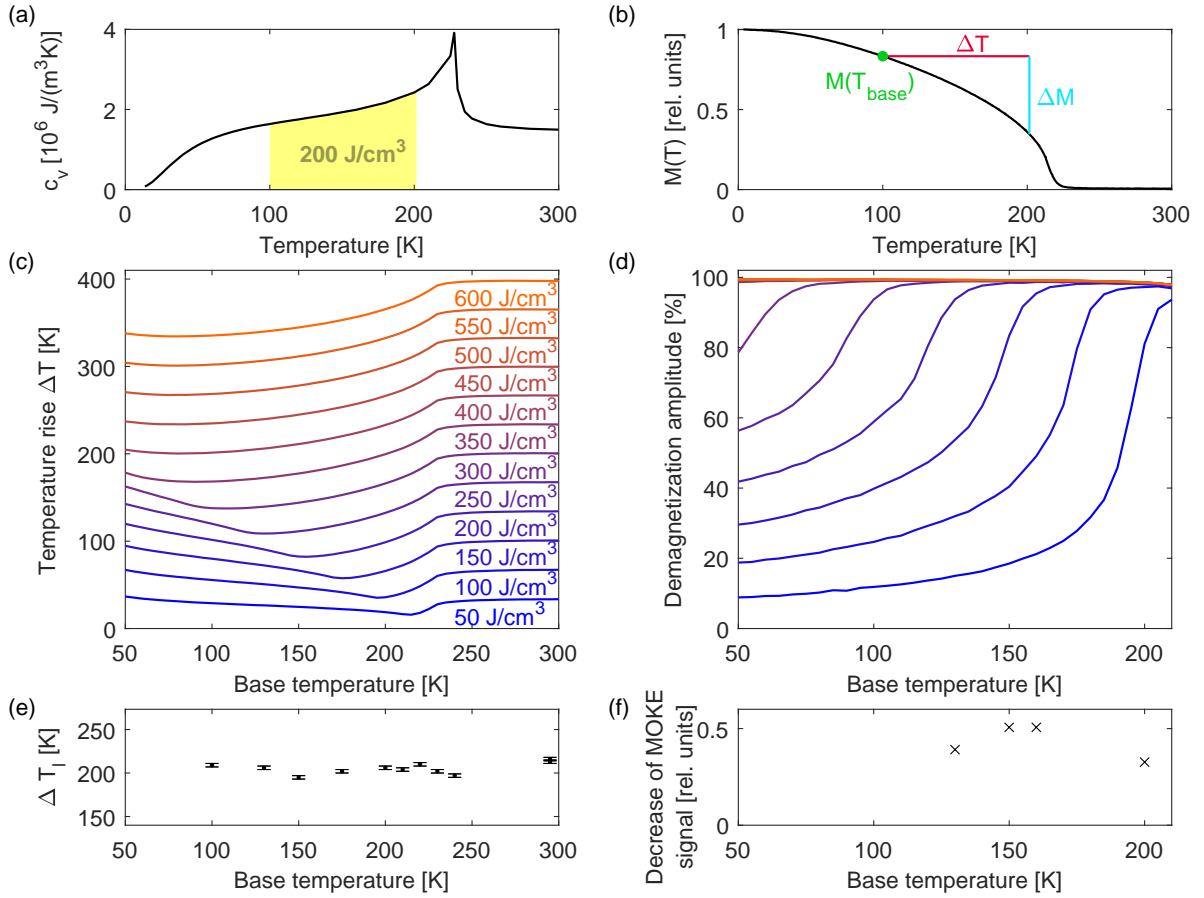 (a)
4
2
0
c_v [10^6 J/(m^3K)]
200 J/cm^3
0 100 200 300
Temperature [K]
(b)
1
0.5
0
M(T) [rel. units]
ΔT
M(T_base)
ΔM
0 100 200 300
Temperature [K]
(c)
400
300
200
100
0
Temperature rise ΔT [K]
600 J/cm^3
550 J/cm^3
500 J/cm^3
450 J/cm^3
400 J/cm^3
350 J/cm^3
300 J/cm^3
250 J/cm^3
200 J/cm^3
150 J/cm^3
100 J/cm^3
50 J/cm^3
50 100 150 200 250 300
Base temperature [K]
(d)
100
80
60
40
20
0
Demagnetization amplitude [%]
50 100 150 200
Base temperature [K]
(e)
250
200
150
Δ T_l [K]
50 100 150 200 250 300
Base temperature [K]
(f)
0.5
0
Decrease of MOKE
signal [rel. units]
50 100 150 200
Base temperature [K]